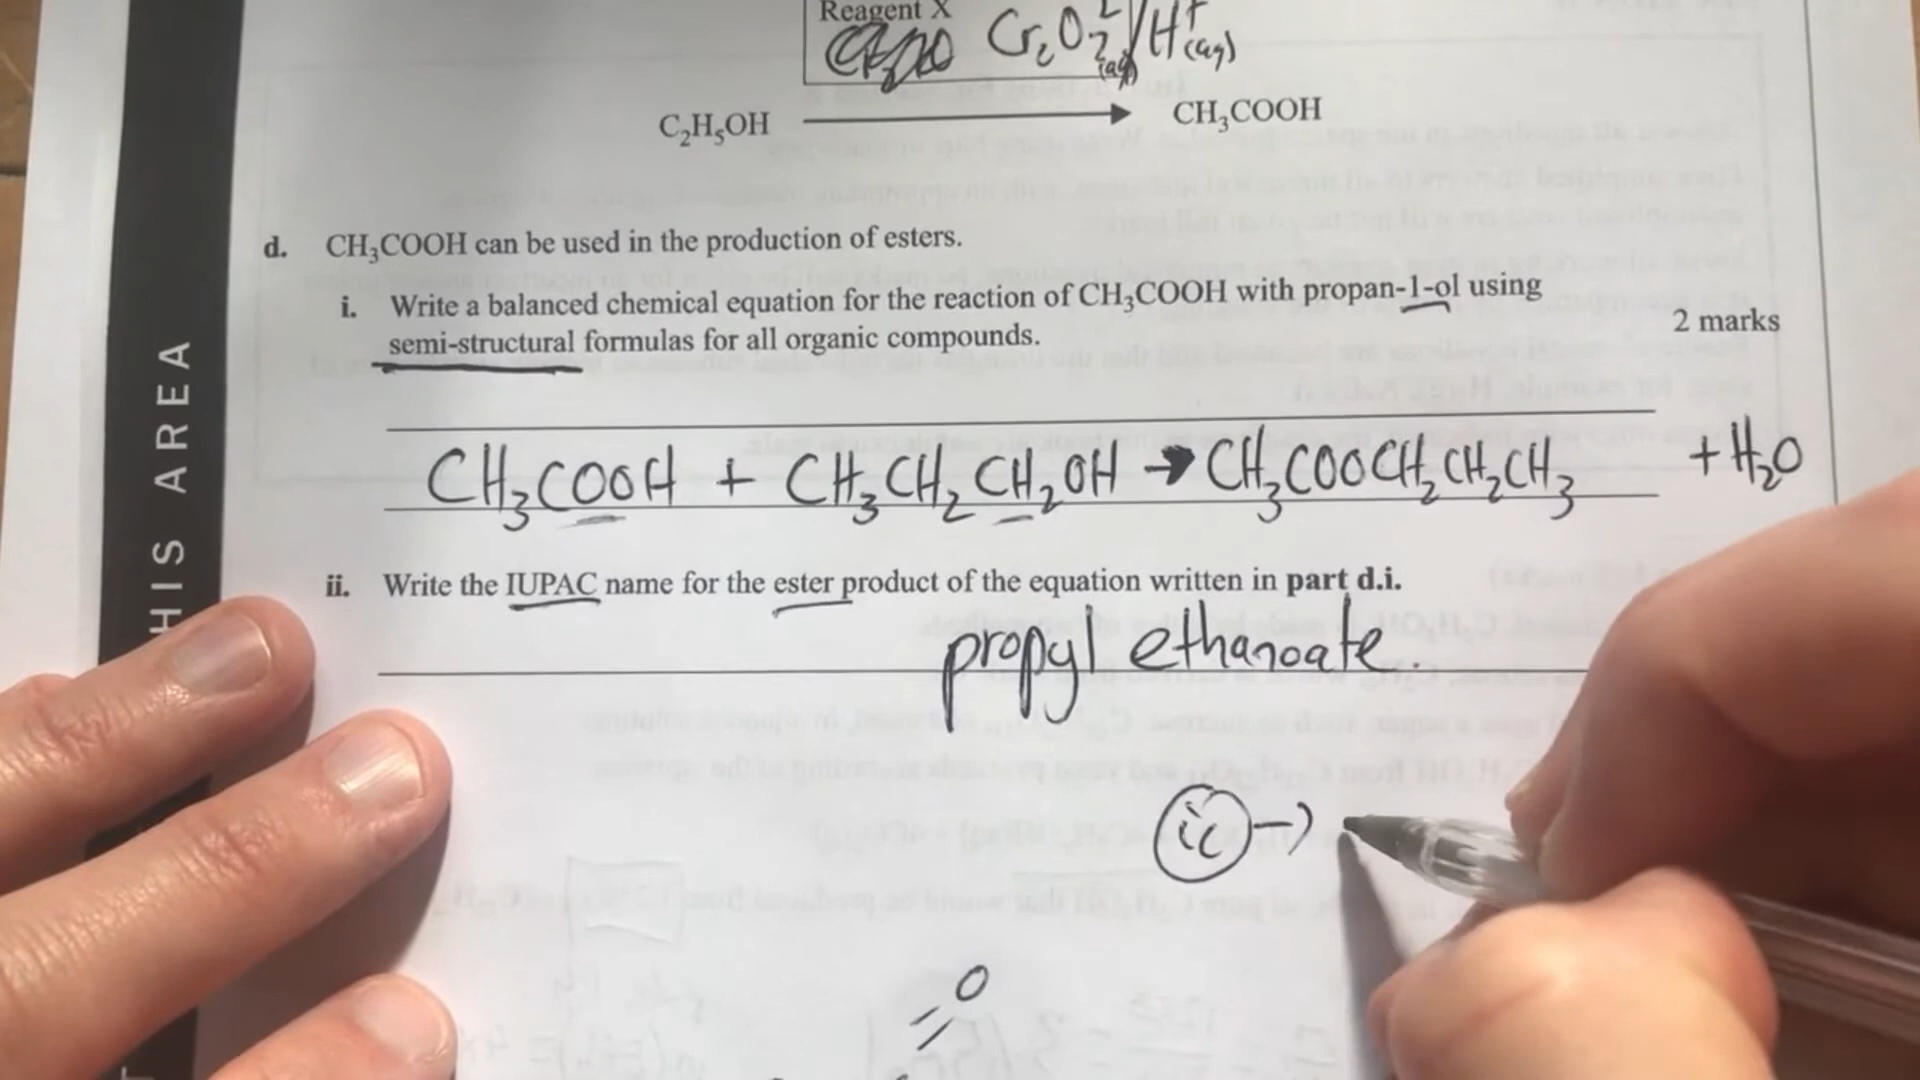 Reagent X
Cr₂O₇²⁻(aq)/H⁺(aq)
C₂H₅OH → CH₃COOH
d. CH₃COOH can be used in the production of esters.
i. Write a balanced chemical equation for the reaction of CH₃COOH with propan-1-ol using
semi-structural formulas for all organic compounds.
2 marks
CH₃COOH + CH₃CH₂CH₂OH → CH₃COOCH₂CH₂CH₃ + H₂O
ii. Write the IUPAC name for the ester product of the equation written in part d.i.
propyl ethanoate.
→
O
HIS AREA